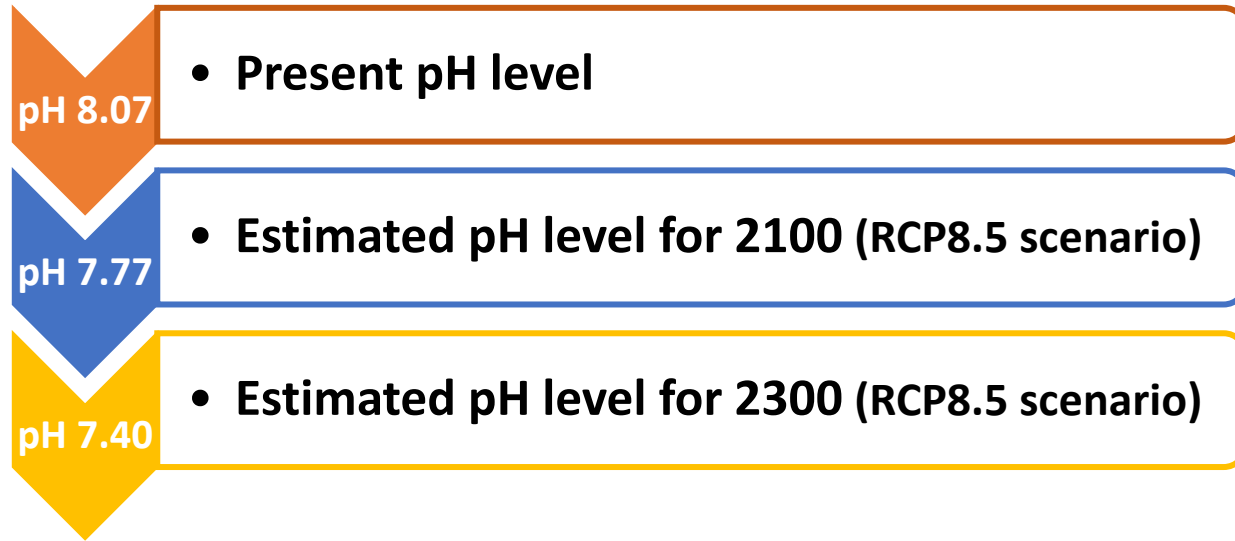 pH 8.07
• Present pH level
pH 7.77
• Estimated pH level for 2100 (RCP8.5 scenario)
pH 7.40
• Estimated pH level for 2300 (RCP8.5 scenario)